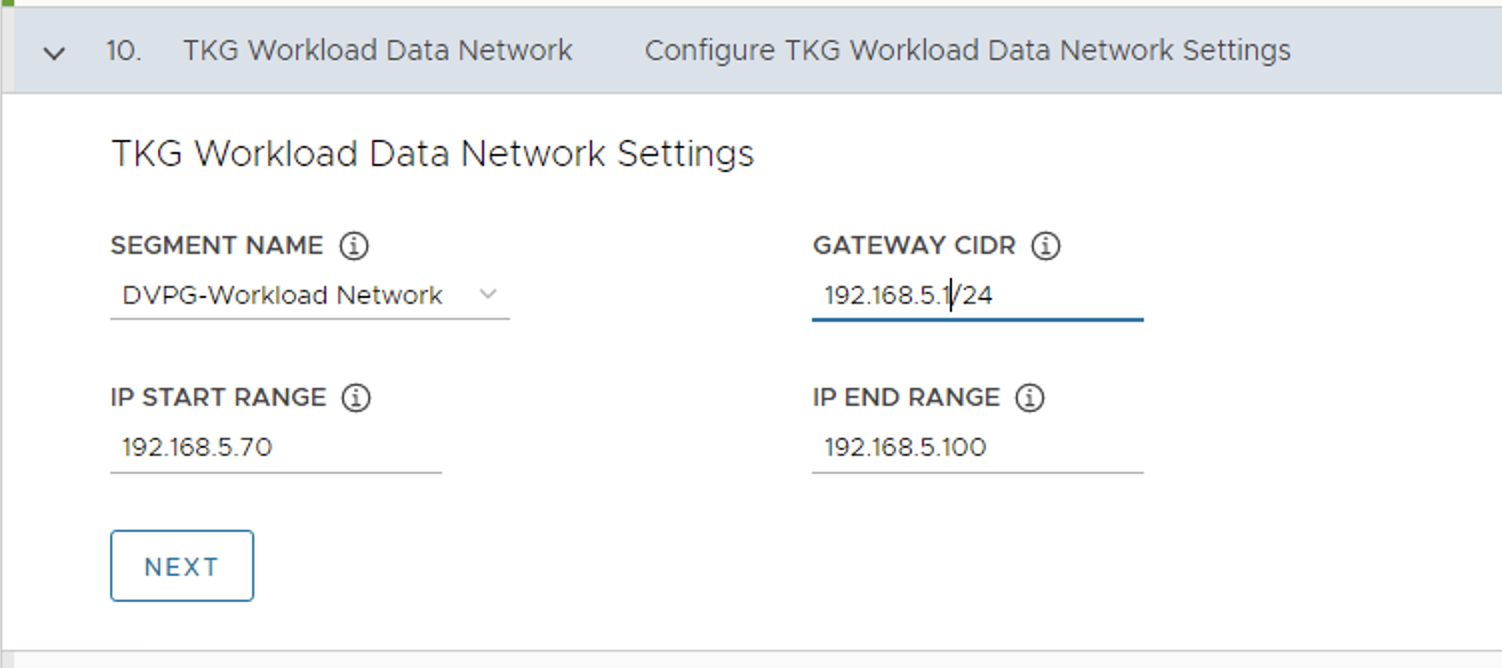 10. TKG Workload Data Network Configure TKG Workload Data Network Settings
TKG Workload Data Network Settings
SEGMENT NAME GATEWAY CIDR
DVPG-Workload Network 192.168.5.1/24
IP START RANGE IP END RANGE
192.168.5.70 192.168.5.100
NEXT